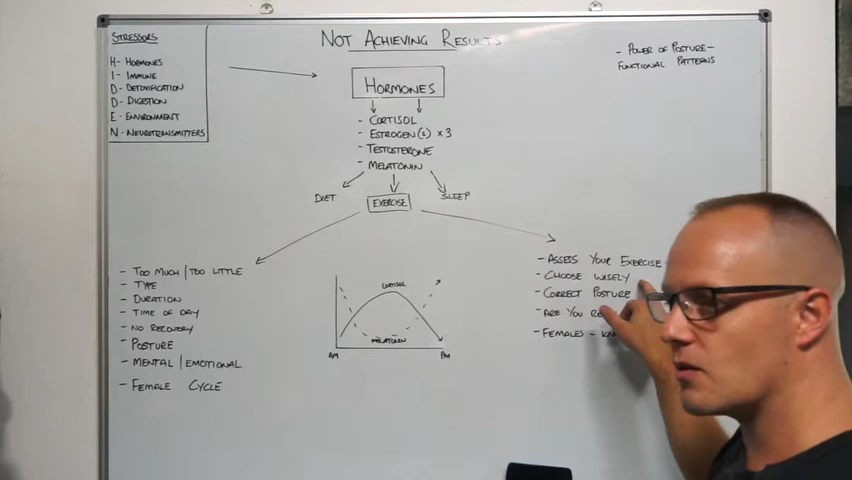 Stressors
H- Hormones
I- Immune
D- Detoxification
D- Digestion
E- Environment
N- Neurotransmitters
Not Achieving Results
- Power of Posture -
Functional Patterns
Hormones
- Cortisol
- Estrogen(s) x3
- Testosterone
- Melatonin
Diet
Exercise
Sleep
- Too Much/Too Little
- Type
- Duration
- Time of Day
- No Recovery
- Posture
- Mental/Emotional
- Female Cycle
Cortisol
Melatonin
AM
PM
- Assess Your Exercise
- Choose Wisely
- Correct Posture
- Are You
- Females -